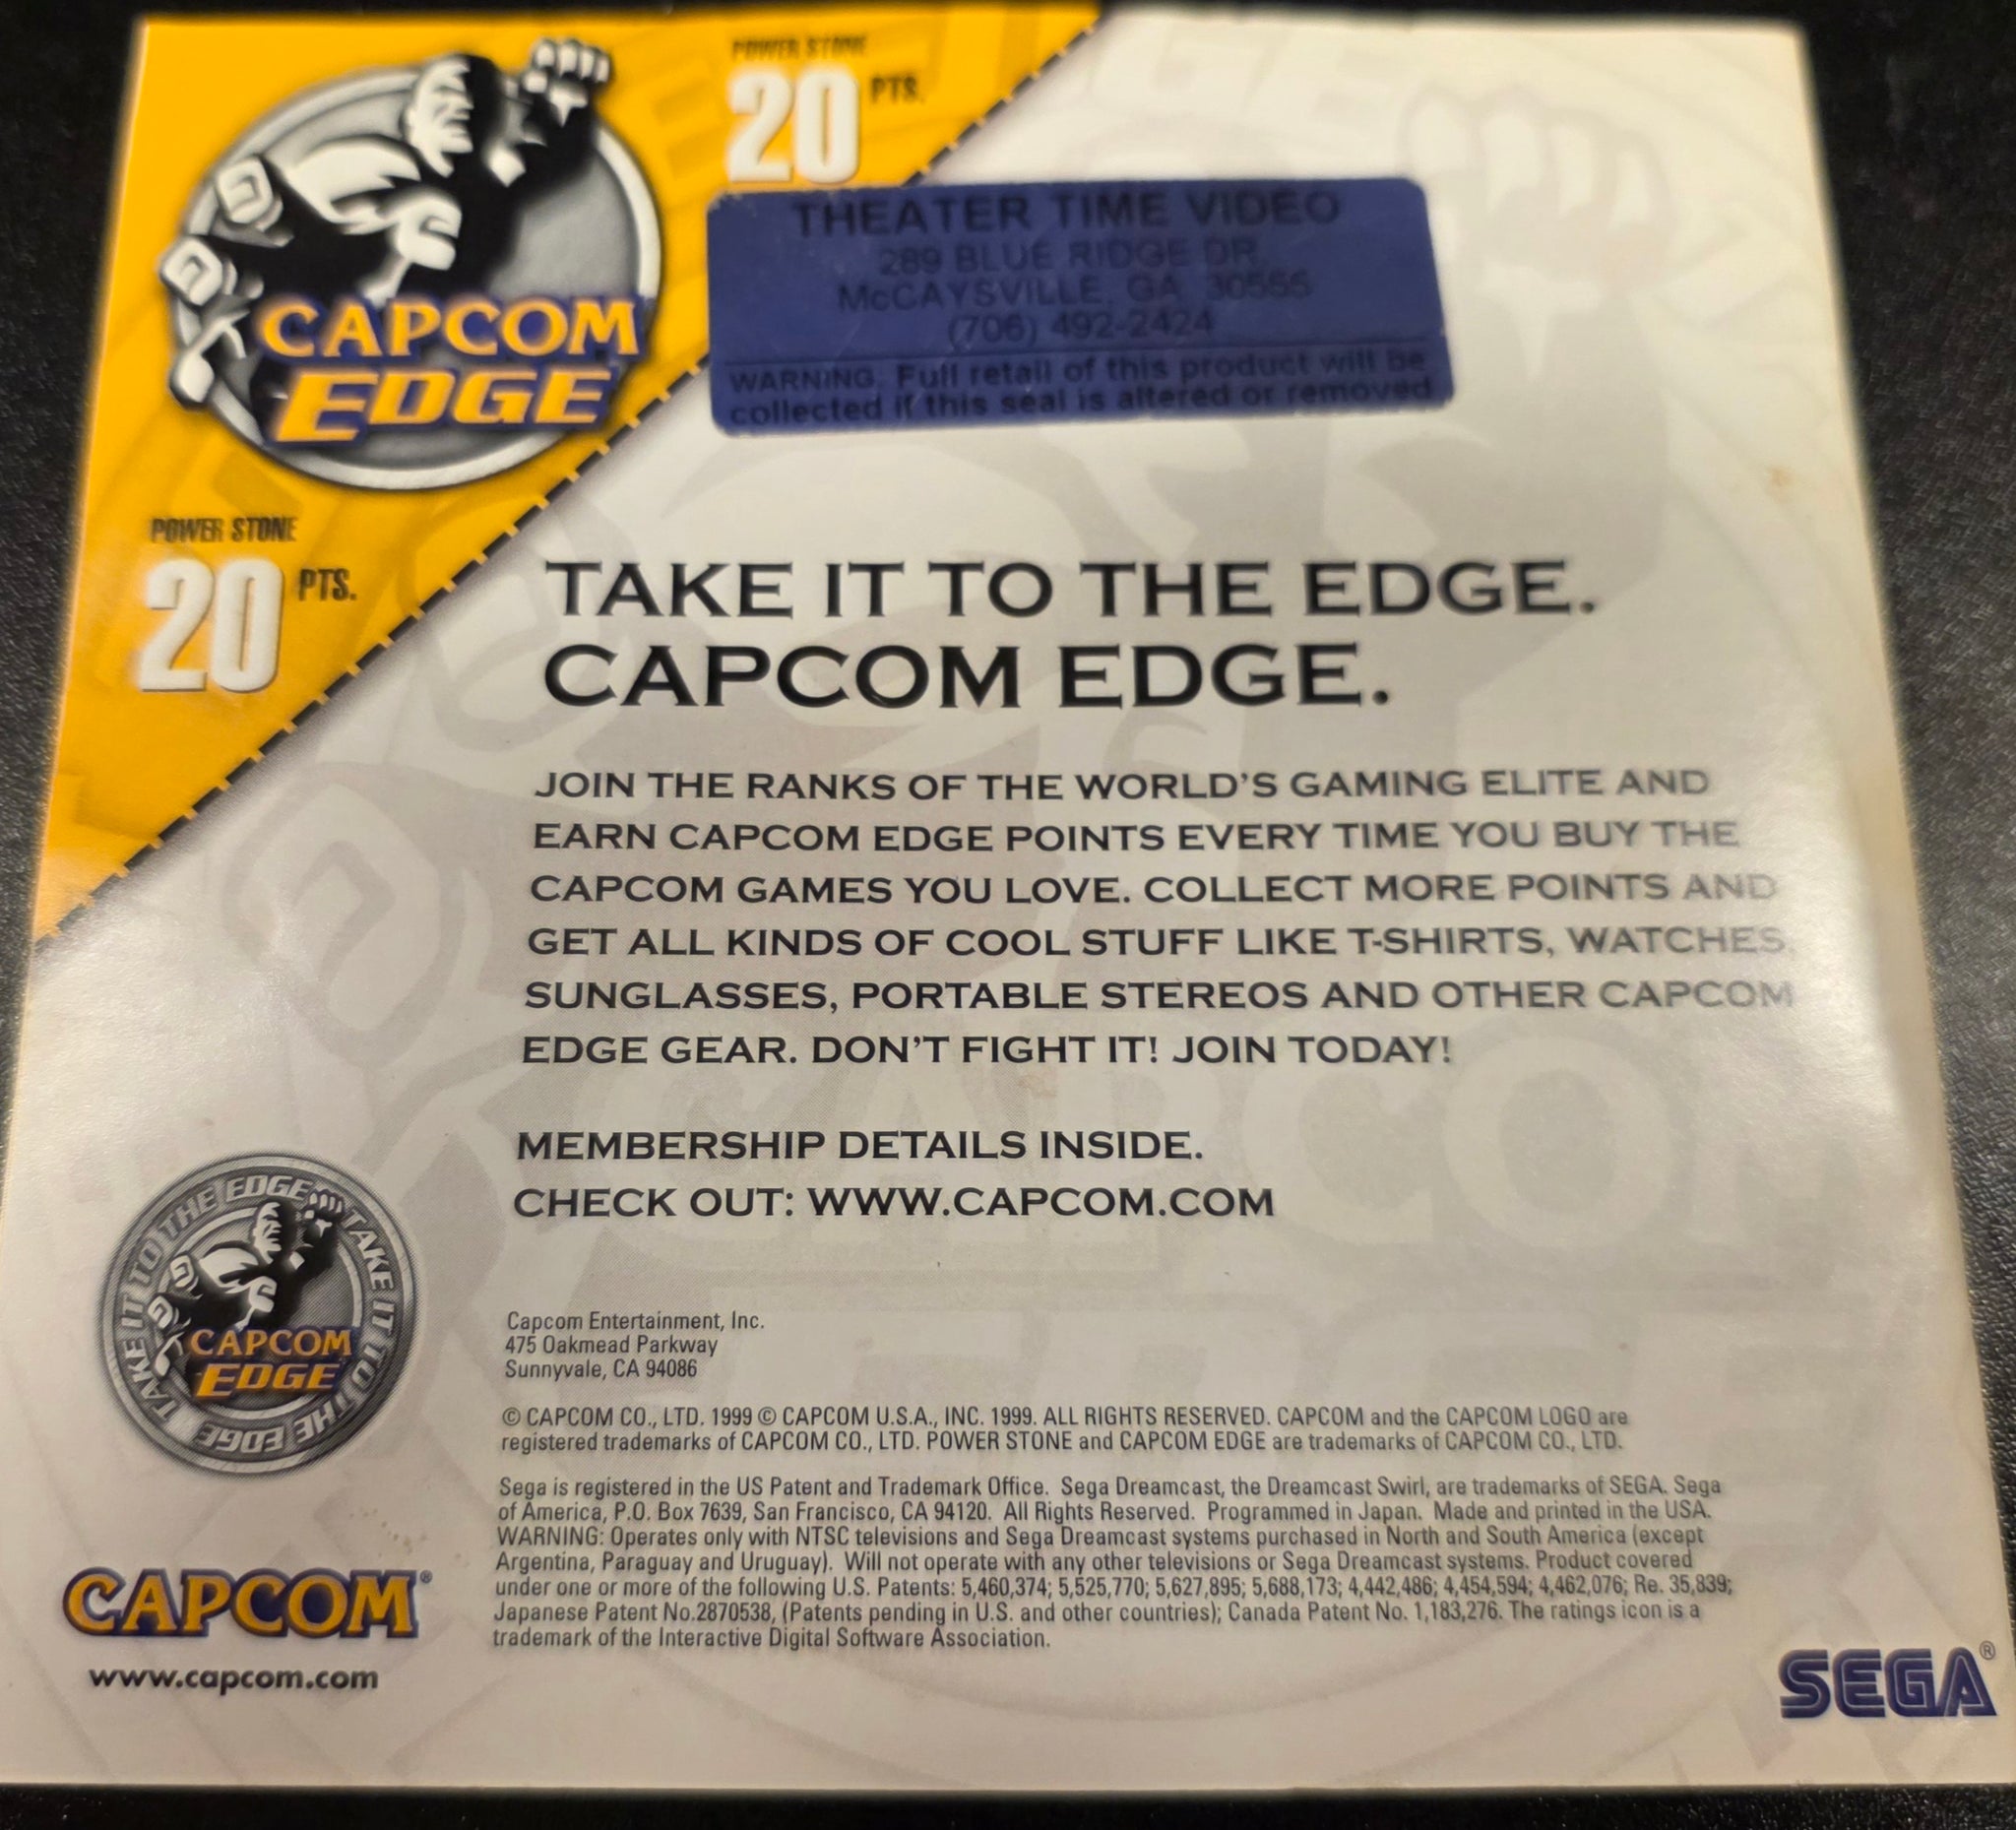 POWER STONE
20 PTS.
CAPCOM
EDGE
POWER STONE
20 PTS.
THEATER TIME VIDEO
289 BLUE RIDGE DR.
McCAYSVILLE, GA 30555
(706) 492-2424
WARNING. Full retail of this product will be
collected if this seal is altered or removed
TAKE IT TO THE EDGE.
CAPCOM EDGE.
JOIN THE RANKS OF THE WORLD'S GAMING ELITE AND
EARN CAPCOM EDGE POINTS EVERY TIME YOU BUY THE
CAPCOM GAMES YOU LOVE. COLLECT MORE POINTS AND
GET ALL KINDS OF COOL STUFF LIKE T-SHIRTS, WATCHES,
SUNGLASSES, PORTABLE STEREOS AND OTHER CAPCOM
EDGE GEAR. DON'T FIGHT IT! JOIN TODAY!
MEMBERSHIP DETAILS INSIDE.
CHECK OUT: WWW.CAPCOM.COM
TAKE IT TO THE EDGE TAKE IT TO THE EDGE
CAPCOM
EDGE
Capcom Entertainment, Inc.
475 Oakmead Parkway
Sunnyvale, CA 94086
© CAPCOM CO., LTD. 1999 © CAPCOM U.S.A., INC. 1999. ALL RIGHTS RESERVED. CAPCOM and the CAPCOM LOGO are
registered trademarks of CAPCOM CO., LTD. POWER STONE and CAPCOM EDGE are trademarks of CAPCOM CO., LTD.
Sega is registered in the US Patent and Trademark Office. Sega Dreamcast, the Dreamcast Swirl, are trademarks of SEGA. Sega
of America, P.O. Box 7639, San Francisco, CA 94120. All Rights Reserved. Programmed in Japan. Made and printed in the USA.
WARNING: Operates only with NTSC televisions and Sega Dreamcast systems purchased in North and South America (except
Argentina, Paraguay and Uruguay). Will not operate with any other televisions or Sega Dreamcast systems. Product covered
under one or more of the following U.S. Patents: 5,460,374; 5,525,770; 5,627,895; 5,688,173; 4,442,486; 4,454,594; 4,462,076; Re. 35,839;
Japanese Patent No.2870538, (Patents pending in U.S. and other countries); Canada Patent No. 1,183,276. The ratings icon is a
trademark of the Interactive Digital Software Association.
CAPCOM®
www.capcom.com
SEGA®